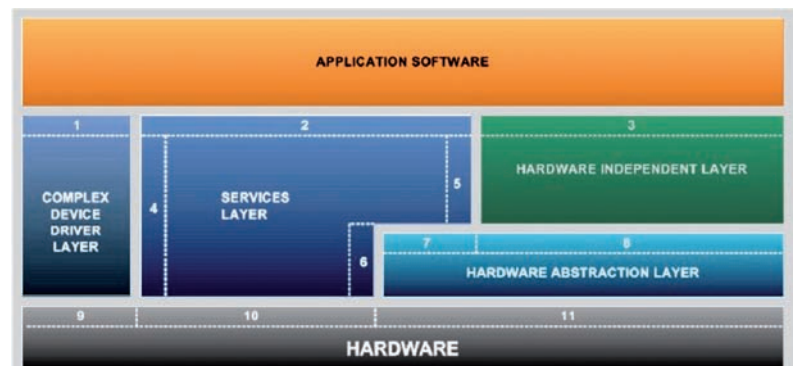 APPLICATION SOFTWARE
1
2
3
COMPLEX
DEVICE
DRIVER
LAYER
4
SERVICES
LAYER
5
HARDWARE INDEPENDENT LAYER
6
7
8
HARDWARE ABSTRACTION LAYER
9
10
11
HARDWARE